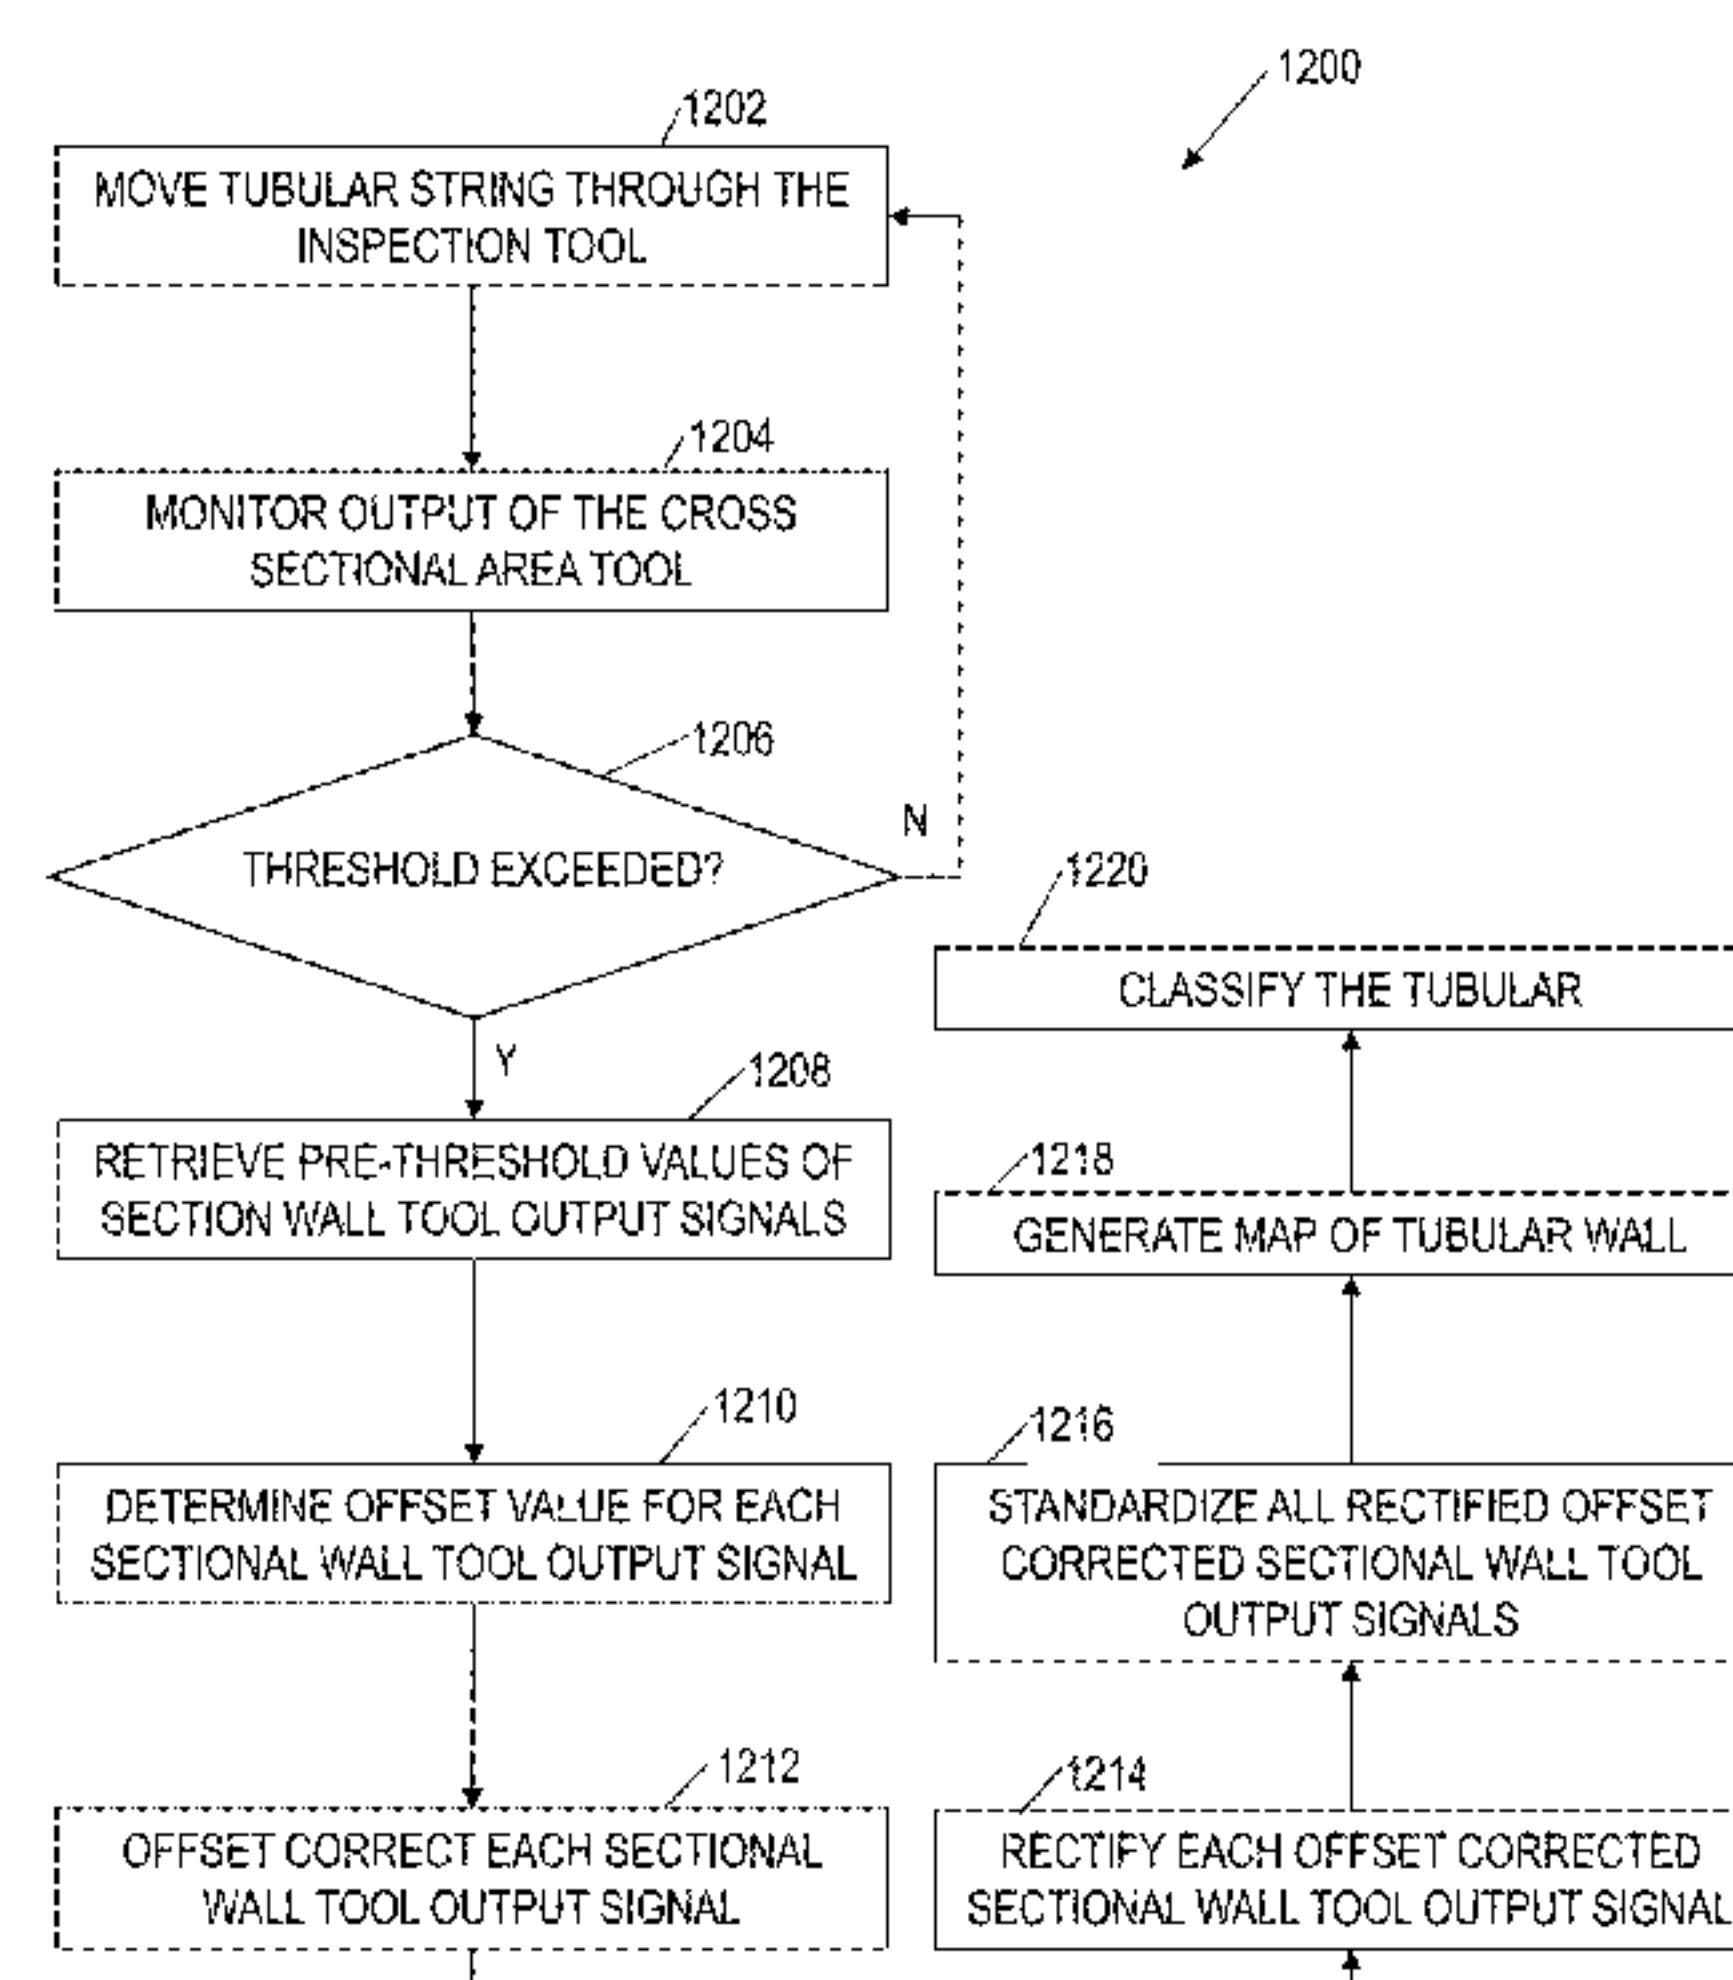 1200
1202
MOVE TUBULAR STRING THROUGH THE
INSPECTION TOOL
1204
MONITOR OUTPUT OF THE CROSS
SECTIONAL AREA TOOL
1206
THRESHOLD EXCEEDED?
N
Y
1208
RETRIEVE PRE-THRESHOLD VALUES OF
SECTION WALL TOOL OUTPUT SIGNALS
1210
DETERMINE OFFSET VALUE FOR EACH
SECTIONAL WALL TOOL OUTPUT SIGNAL
1212
OFFSET CORRECT EACH SECTIONAL
WALL TOOL OUTPUT SIGNAL
1214
RECTIFY EACH OFFSET CORRECTED
SECTIONAL WALL TOOL OUTPUT SIGNAL
1216
STANDARDIZE ALL RECTIFIED OFFSET
CORRECTED SECTIONAL WALL TOOL
OUTPUT SIGNALS
1218
GENERATE MAP OF TUBULAR WALL
1220
CLASSIFY THE TUBULAR